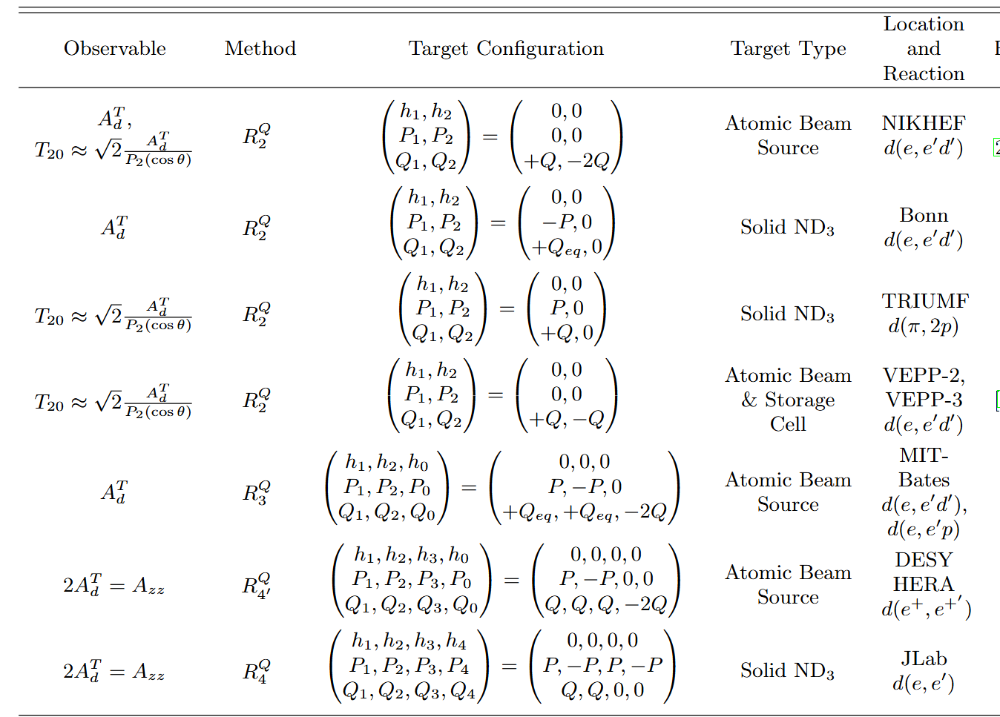 Observable Method Target Configuration Target Type Location and Reaction
$A_d^T$, $T_{20} \approx \sqrt{2}\frac{A_d^T}{P_2(\cos\theta)}$ $R_2^Q$ $\begin{pmatrix} h_1, h_2 \\ P_1, P_2 \\ Q_1, Q_2 \end{pmatrix} = \begin{pmatrix} 0, 0 \\ 0, 0 \\ +Q, -2Q \end{pmatrix}$ Atomic Beam Source NIKHEF $d(e, e'd')$
$A_d^T$ $R_2^Q$ $\begin{pmatrix} h_1, h_2 \\ P_1, P_2 \\ Q_1, Q_2 \end{pmatrix} = \begin{pmatrix} 0, 0 \\ -P, 0 \\ +Q_{eq}, 0 \end{pmatrix}$ Solid ND$_3$ Bonn $d(e, e'd')$
$T_{20} \approx \sqrt{2}\frac{A_d^T}{P_2(\cos\theta)}$ $R_2^Q$ $\begin{pmatrix} h_1, h_2 \\ P_1, P_2 \\ Q_1, Q_2 \end{pmatrix} = \begin{pmatrix} 0, 0 \\ P, 0 \\ +Q, 0 \end{pmatrix}$ Solid ND$_3$ TRIUMF $d(\pi, 2p)$
$T_{20} \approx \sqrt{2}\frac{A_d^T}{P_2(\cos\theta)}$ $R_2^Q$ $\begin{pmatrix} h_1, h_2 \\ P_1, P_2 \\ Q_1, Q_2 \end{pmatrix} = \begin{pmatrix} 0, 0 \\ 0, 0 \\ +Q, -Q \end{pmatrix}$ Atomic Beam & Storage Cell VEPP-2, VEPP-3 $d(e, e'd')$
$A_d^T$ $R_3^Q$ $\begin{pmatrix} h_1, h_2, h_0 \\ P_1, P_2, P_0 \\ Q_1, Q_2, Q_0 \end{pmatrix} = \begin{pmatrix} 0, 0, 0 \\ P, -P, 0 \\ +Q_{eq}, +Q_{eq}, -2Q \end{pmatrix}$ Atomic Beam Source MIT-Bates $d(e, e'd')$, $d(e, e'p)$
$2A_d^T = A_{zz}$ $R_{4'}^Q$ $\begin{pmatrix} h_1, h_2, h_3, h_0 \\ P_1, P_2, P_3, P_0 \\ Q_1, Q_2, Q_3, Q_0 \end{pmatrix} = \begin{pmatrix} 0, 0, 0, 0 \\ P, -P, 0, 0 \\ Q, Q, Q, -2Q \end{pmatrix}$ Atomic Beam Source DESY HERA $d(e^+, e^{+'})$
$2A_d^T = A_{zz}$ $R_4^Q$ $\begin{pmatrix} h_1, h_2, h_3, h_4 \\ P_1, P_2, P_3, P_4 \\ Q_1, Q_2, Q_3, Q_4 \end{pmatrix} = \begin{pmatrix} 0, 0, 0, 0 \\ P, -P, P, -P \\ Q, Q, 0, 0 \end{pmatrix}$ Solid ND$_3$ JLab $d(e, e')$